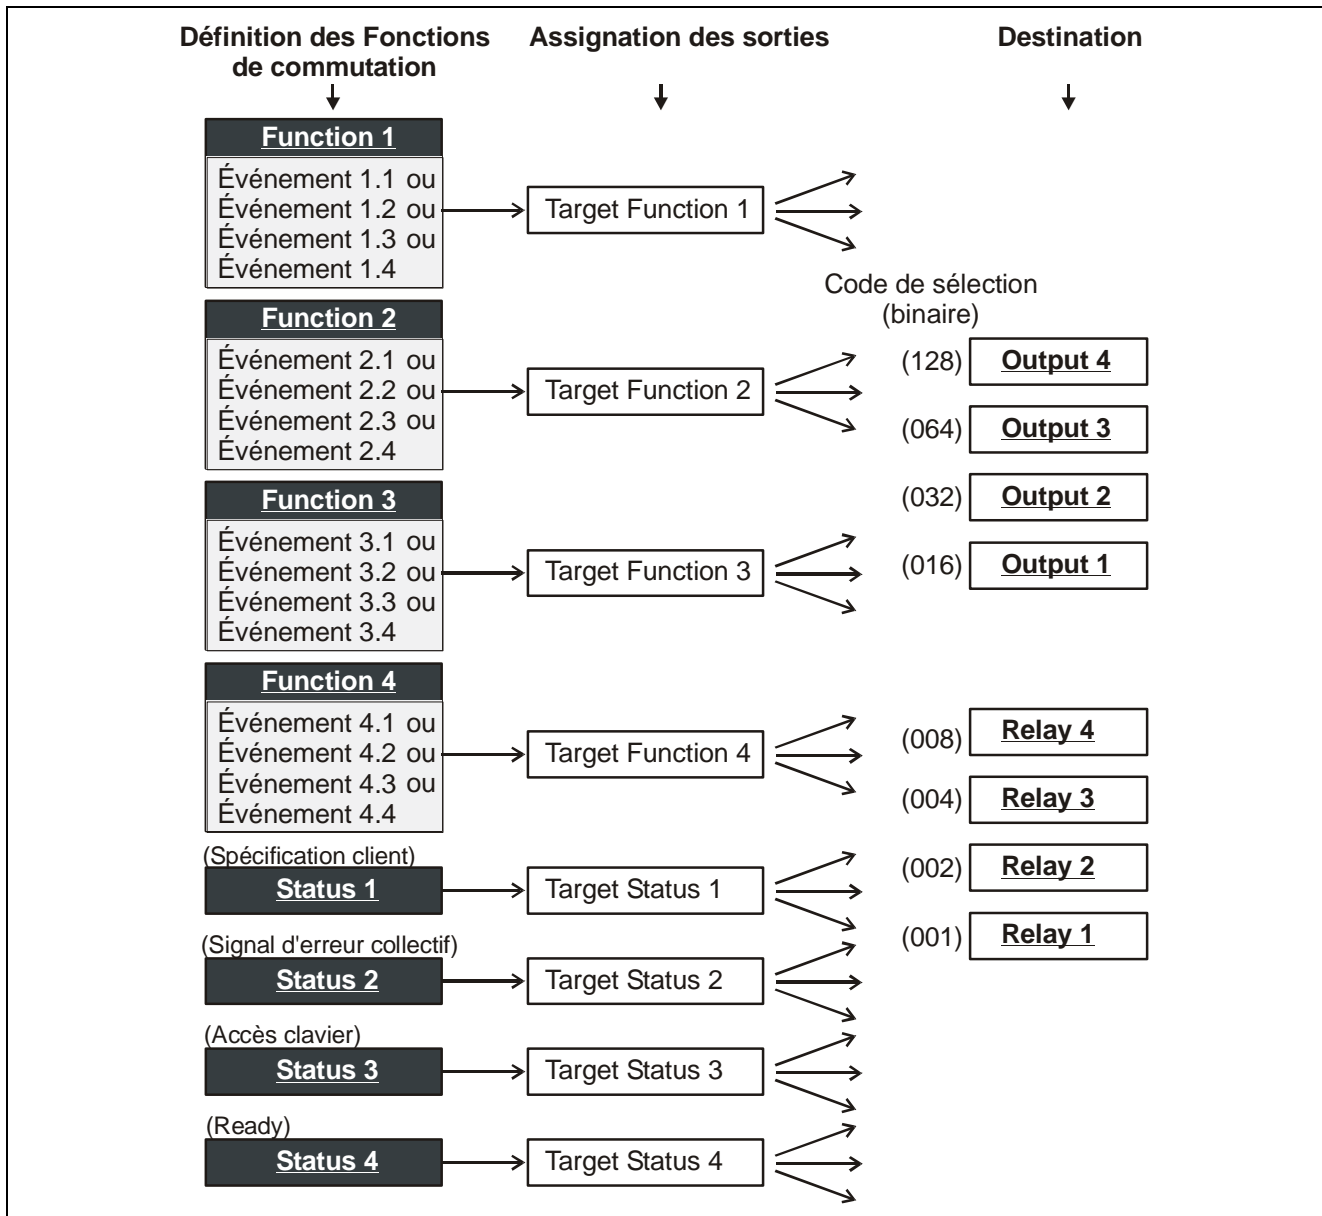 Définition des Fonctions
de commutation
Assignation des sorties
Destination
Function 1
Événement 1.1 ou
Événement 1.2 ou
Événement 1.3 ou
Événement 1.4
Target Function 1
Code de sélection
(binaire)
Function 2
Événement 2.1 ou
Événement 2.2 ou
Événement 2.3 ou
Événement 2.4
Target Function 2
(128) Output 4
(064) Output 3
(032) Output 2
(016) Output 1
Function 3
Événement 3.1 ou
Événement 3.2 ou
Événement 3.3 ou
Événement 3.4
Target Function 3
Function 4
Événement 4.1 ou
Événement 4.2 ou
Événement 4.3 ou
Événement 4.4
Target Function 4
(008) Relay 4
(004) Relay 3
(002) Relay 2
(001) Relay 1
(Spécification client)
Status 1
Target Status 1
(Signal d'erreur collectif)
Status 2
Target Status 2
(Accès clavier)
Status 3
Target Status 3
(Ready)
Status 4
Target Status 4